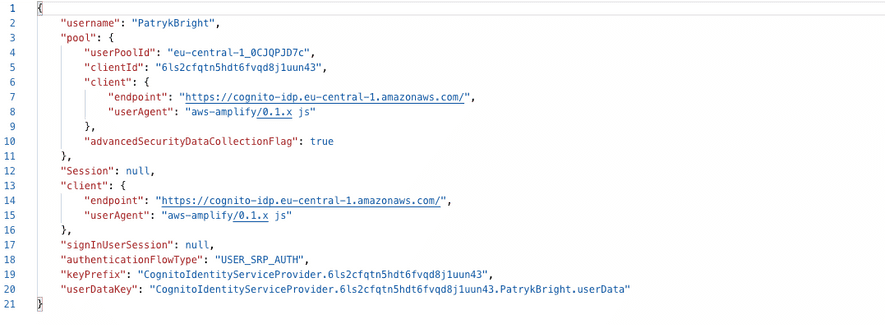 1 {
2 "username": "PatrykBright",
3 "pool": {
4 "userPoolId": "eu-central-1_0CJQPJD7c",
5 "clientId": "6ls2cfqtn5hdt6fvqd8j1uun43",
6 "client": {
7 "endpoint": "https://cognito-idp.eu-central-1.amazonaws.com/",
8 "userAgent": "aws-amplify/0.1.x js"
9 },
10 "advancedSecurityDataCollectionFlag": true
11 },
12 "Session": null,
13 "client": {
14 "endpoint": "https://cognito-idp.eu-central-1.amazonaws.com/",
15 "userAgent": "aws-amplify/0.1.x js"
16 },
17 "signInUserSession": null,
18 "authenticationFlowType": "USER_SRP_AUTH",
19 "keyPrefix": "CognitoIdentityServiceProvider.6ls2cfqtn5hdt6fvqd8j1uun43",
20 "userDataKey": "CognitoIdentityServiceProvider.6ls2cfqtn5hdt6fvqd8j1uun43.PatrykBright.userData"
21 }